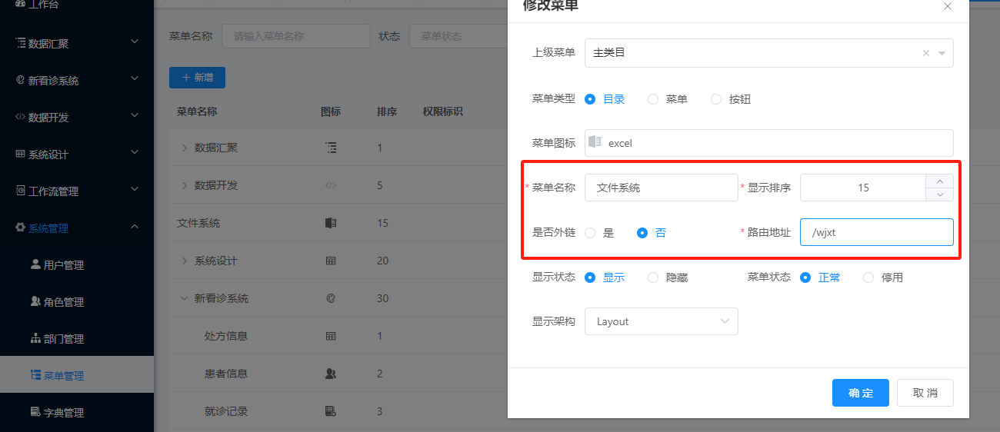 工作台
数据汇聚
新看诊系统
数据开发
系统设计
工作流管理
系统管理
用户管理
角色管理
部门管理
菜单管理
字典管理
菜单名称 请输入菜单名称 状态 菜单状态
+ 新增
菜单名称 图标 排序 权限标识
数据汇聚 1
数据开发 </> 5
文件系统 15
系统设计 20
新看诊系统 30
处方信息 1
患者信息 2
就诊记录 3
修改菜单
上级菜单 主类目
菜单类型 目录 菜单 按钮
菜单图标 excel
* 菜单名称 文件系统 * 显示排序 15
是否外链 是 否 * 路由地址 /wjxt
显示状态 显示 隐藏 菜单状态 正常 停用
显示架构 Layout
确 定 取 消